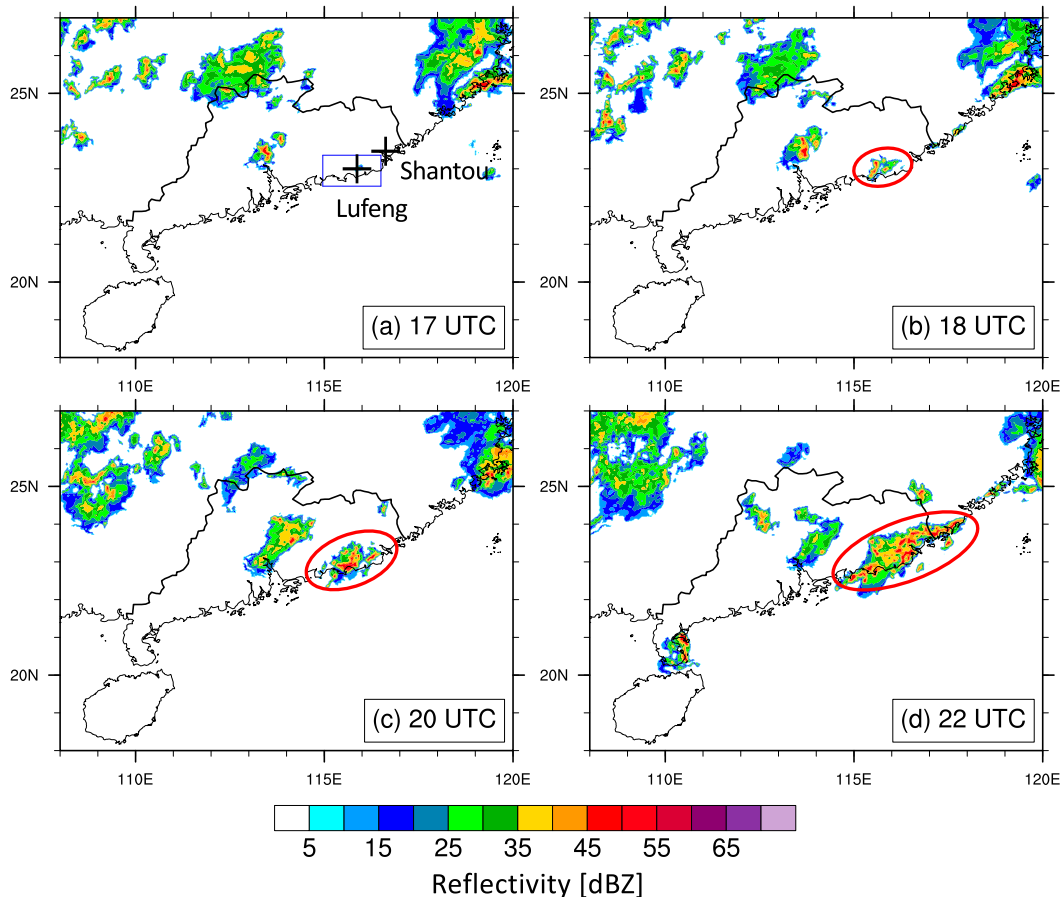 25N
25N
Shantou
Lufeng
20N
20N
(a) 17 UTC
(b) 18 UTC
110E
115E
120E
110E
115E
120E
25N
25N
20N
20N
(c) 20 UTC
(d) 22 UTC
110E
115E
120E
110E
115E
120E
5 15 25 35 45 55 65
Reflectivity [dBZ]